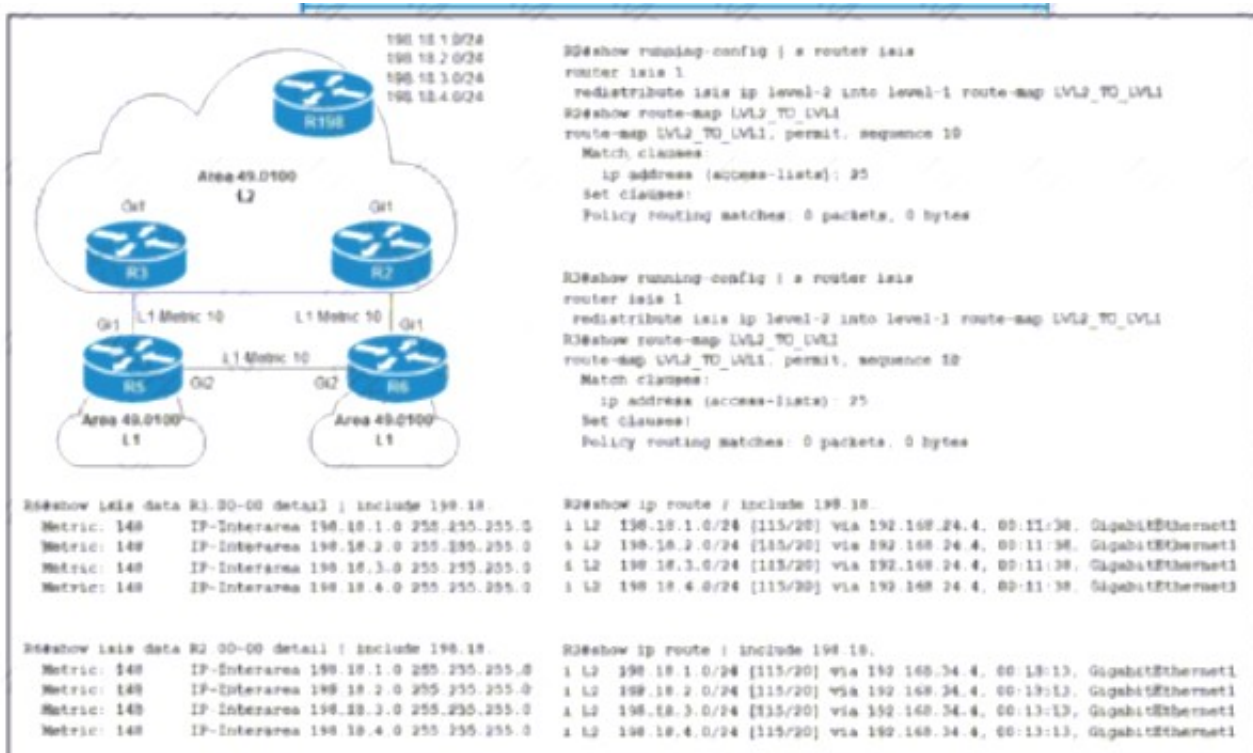 198.18.1.0/24
198.18.2.0/24
198.18.3.0/24
198.18.4.0/24
R198
Area 49.0100
L2
Gi1
Gi1
R3
R2
Gi1
L1 Metric 10
L1 Metric 10
Gi1
L1 Metric 10
R5
Gi2
Gi2
R6
Area 49.0100
L1
Area 49.0100
L1
R2#show running-config | s router isis
router isis 1
redistribute isis ip level-2 into level-1 route-map LVL2_TO_LVL1
R2#show route-map LVL2_TO_LVL1
route-map LVL2_TO_LVL1, permit, sequence 10
Match clauses:
ip address (access-lists): 25
Set clauses:
Policy routing matches: 0 packets, 0 bytes
R3#show running-config | s router isis
router isis 1
redistribute isis ip level-2 into level-1 route-map LVL2_TO_LVL1
R3#show route-map LVL2_TO_LVL1
route-map LVL2_TO_LVL1, permit, sequence 10
Match clauses:
ip address (access-lists): 25
Set clauses:
Policy routing matches: 0 packets, 0 bytes
R6#show isis data R3.00-00 detail | include 198.18.
Metric: 148 IP-Interarea 198.18.1.0 255.255.255.0
Metric: 148 IP-Interarea 198.18.2.0 255.255.255.0
Metric: 148 IP-Interarea 198.18.3.0 255.255.255.0
Metric: 148 IP-Interarea 198.18.4.0 255.255.255.0
R6#show isis data R2.00-00 detail | include 198.18.
Metric: 148 IP-Interarea 198.18.1.0 255.255.255.0
Metric: 148 IP-Interarea 198.18.2.0 255.255.255.0
Metric: 148 IP-Interarea 198.18.3.0 255.255.255.0
Metric: 148 IP-Interarea 198.18.4.0 255.255.255.0
R2#show ip route | include 198.18.
i L2 198.18.1.0/24 [115/20] via 192.168.24.4, 00:11:38, GigabitEthernet1
i L2 198.18.2.0/24 [115/20] via 192.168.24.4, 00:11:38, GigabitEthernet1
i L2 198.18.3.0/24 [115/20] via 192.168.24.4, 00:11:38, GigabitEthernet1
i L2 198.18.4.0/24 [115/20] via 192.168.24.4, 00:11:38, GigabitEthernet1
R3#show ip route | include 198.18.
i L2 198.18.1.0/24 [115/20] via 192.168.34.4, 00:13:13, GigabitEthernet1
i L2 198.18.2.0/24 [115/20] via 192.168.34.4, 00:13:13, GigabitEthernet1
i L2 198.18.3.0/24 [115/20] via 192.168.34.4, 00:13:13, GigabitEthernet1
i L2 198.18.4.0/24 [115/20] via 192.168.34.4, 00:13:13, GigabitEthernet1